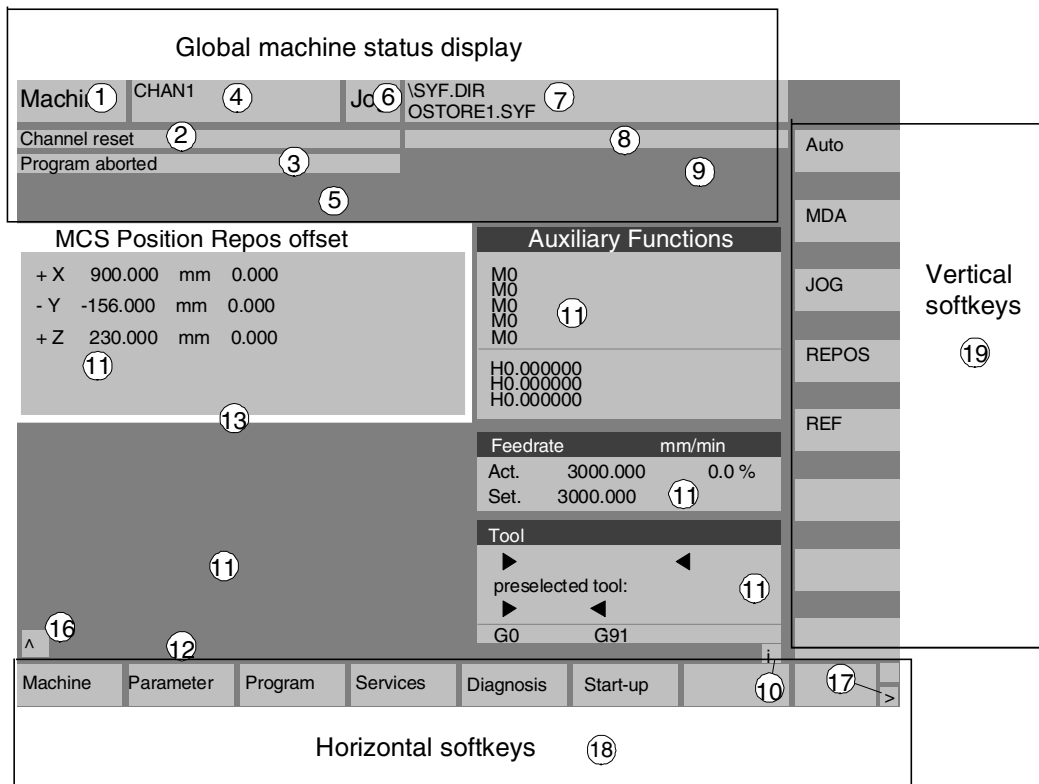 Global machine status display
Machin 1 CHAN1 4 Jo 6 \SYF.DIR 7
OSTORE1.SYF
Channel reset 2 8
Program aborted 3 9
5
Auto
MDA
JOG
REPOS
REF
Vertical
softkeys
19
MCS Position Repos offset
+ X 900.000 mm 0.000
- Y -156.000 mm 0.000
+ Z 230.000 mm 0.000
11
13
Auxiliary Functions
M0
M0
M0
M0
M0
11
H0.000000
H0.000000
H0.000000
Feedrate mm/min
Act. 3000.000 0.0 %
Set. 3000.000 11
Tool
preselected tool:
11
G0 G91
11
16
^
12
i
10
Machine Parameter Program Services Diagnosis Start-up 17 >
Horizontal softkeys 18